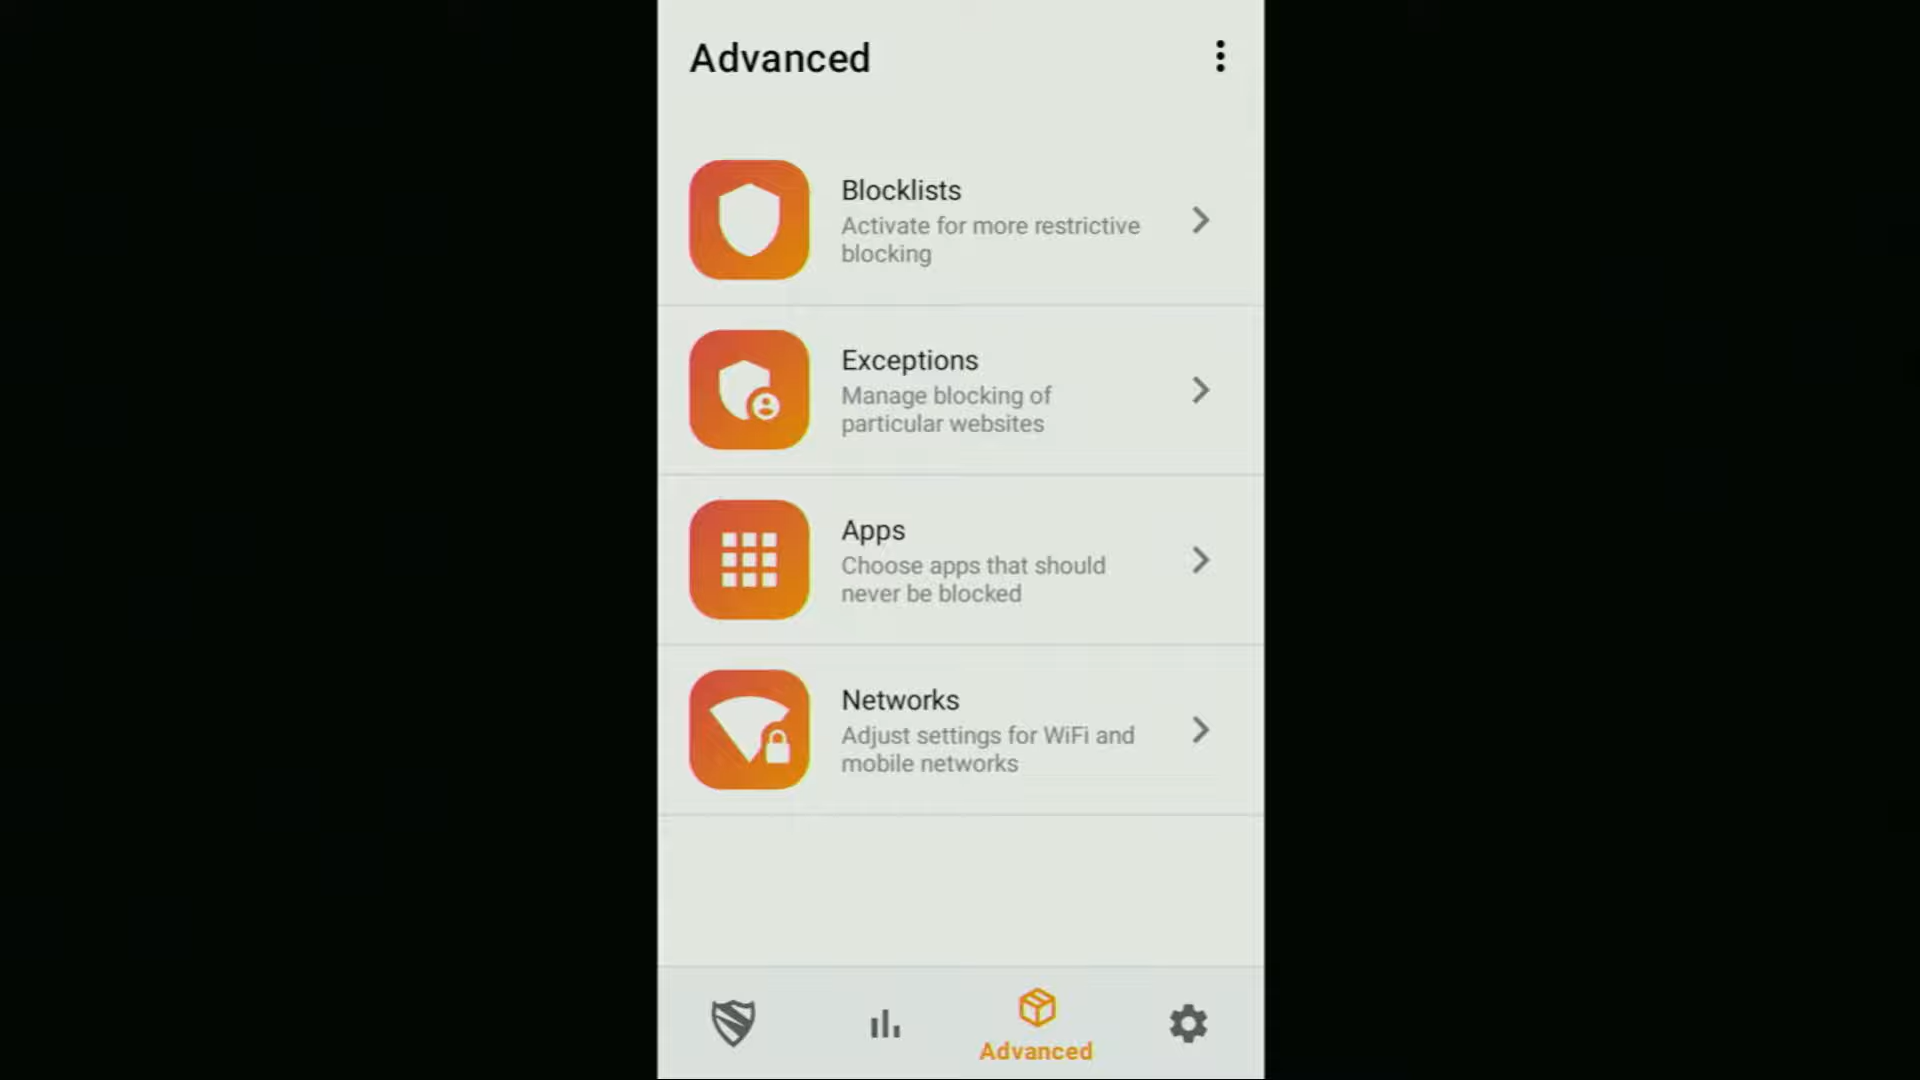 Advanced
Blocklists
Activate for more restrictive
blocking
Exceptions
Manage blocking of
particular websites
Apps
Choose apps that should
never be blocked
Networks
Adjust settings for WiFi and
mobile networks
Advanced